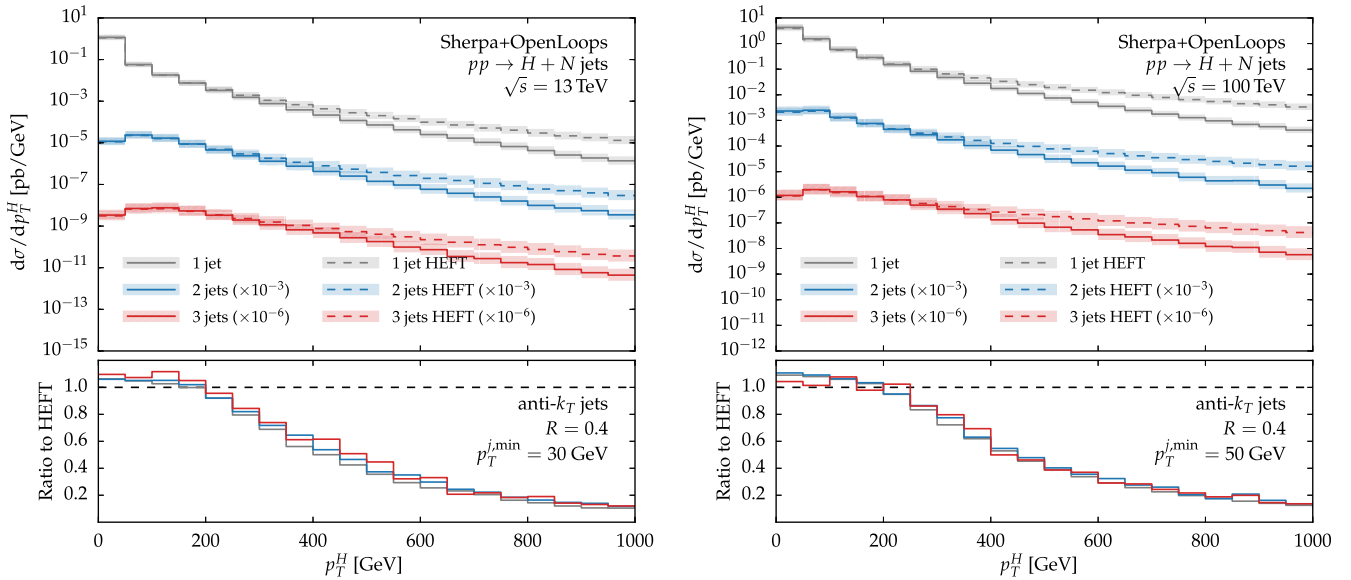 10¹
10⁻¹
10⁻³
10⁻⁵
10⁻⁷
10⁻⁹
10⁻¹¹
10⁻¹³
10⁻¹⁵
dσ/dp_T^H [pb/GeV]
Sherpa+OpenLoops
pp → H + N jets
√s = 13 TeV
1 jet
1 jet HEFT
2 jets (×10⁻³)
2 jets HEFT (×10⁻³)
3 jets (×10⁻⁶)
3 jets HEFT (×10⁻⁶)
1.0
0.8
0.6
0.4
0.2
Ratio to HEFT
anti-k_T jets
R = 0.4
p_T^{j,min} = 30 GeV
0 200 400 600 800 1000
p_T^H [GeV]
10¹
10⁰
10⁻¹
10⁻²
10⁻³
10⁻⁴
10⁻⁵
10⁻⁶
10⁻⁷
10⁻⁸
10⁻⁹
10⁻¹⁰
10⁻¹¹
10⁻¹²
dσ/dp_T^H [pb/GeV]
Sherpa+OpenLoops
pp → H + N jets
√s = 100 TeV
1 jet
1 jet HEFT
2 jets (×10⁻³)
2 jets HEFT (×10⁻³)
3 jets (×10⁻⁶)
3 jets HEFT (×10⁻⁶)
1.0
0.8
0.6
0.4
0.2
Ratio to HEFT
anti-k_T jets
R = 0.4
p_T^{j,min} = 50 GeV
0 200 400 600 800 1000
p_T^H [GeV]